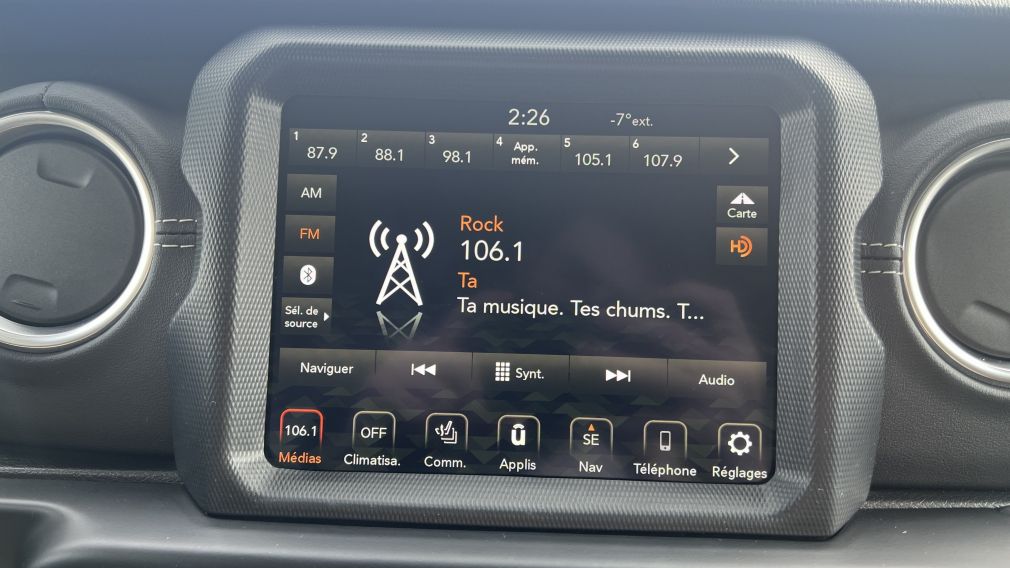 2:26 -7°ext.
1 87.9 2 88.1 3 98.1 4 App. mém. 5 105.1 6 107.9
AM
FM
Carte
HD
Rock
106.1
Ta
Ta musique. Tes chums. T...
Sél. de
source
Naviguer Synt. Audio
106.1 OFF SE
Médias Climatisa. Comm. Applis Nav Téléphone Réglages